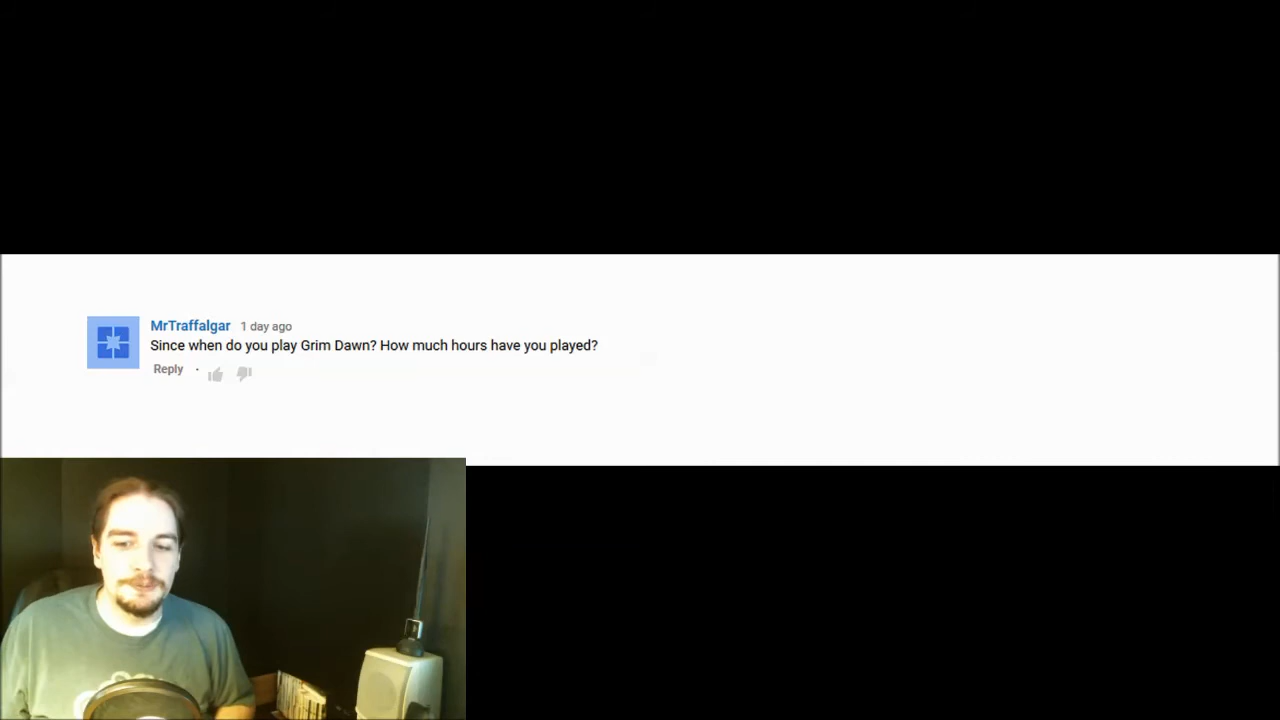 MrTraffalgar 1 day ago
Since when do you play Grim Dawn? How much hours have you played?
Reply ·